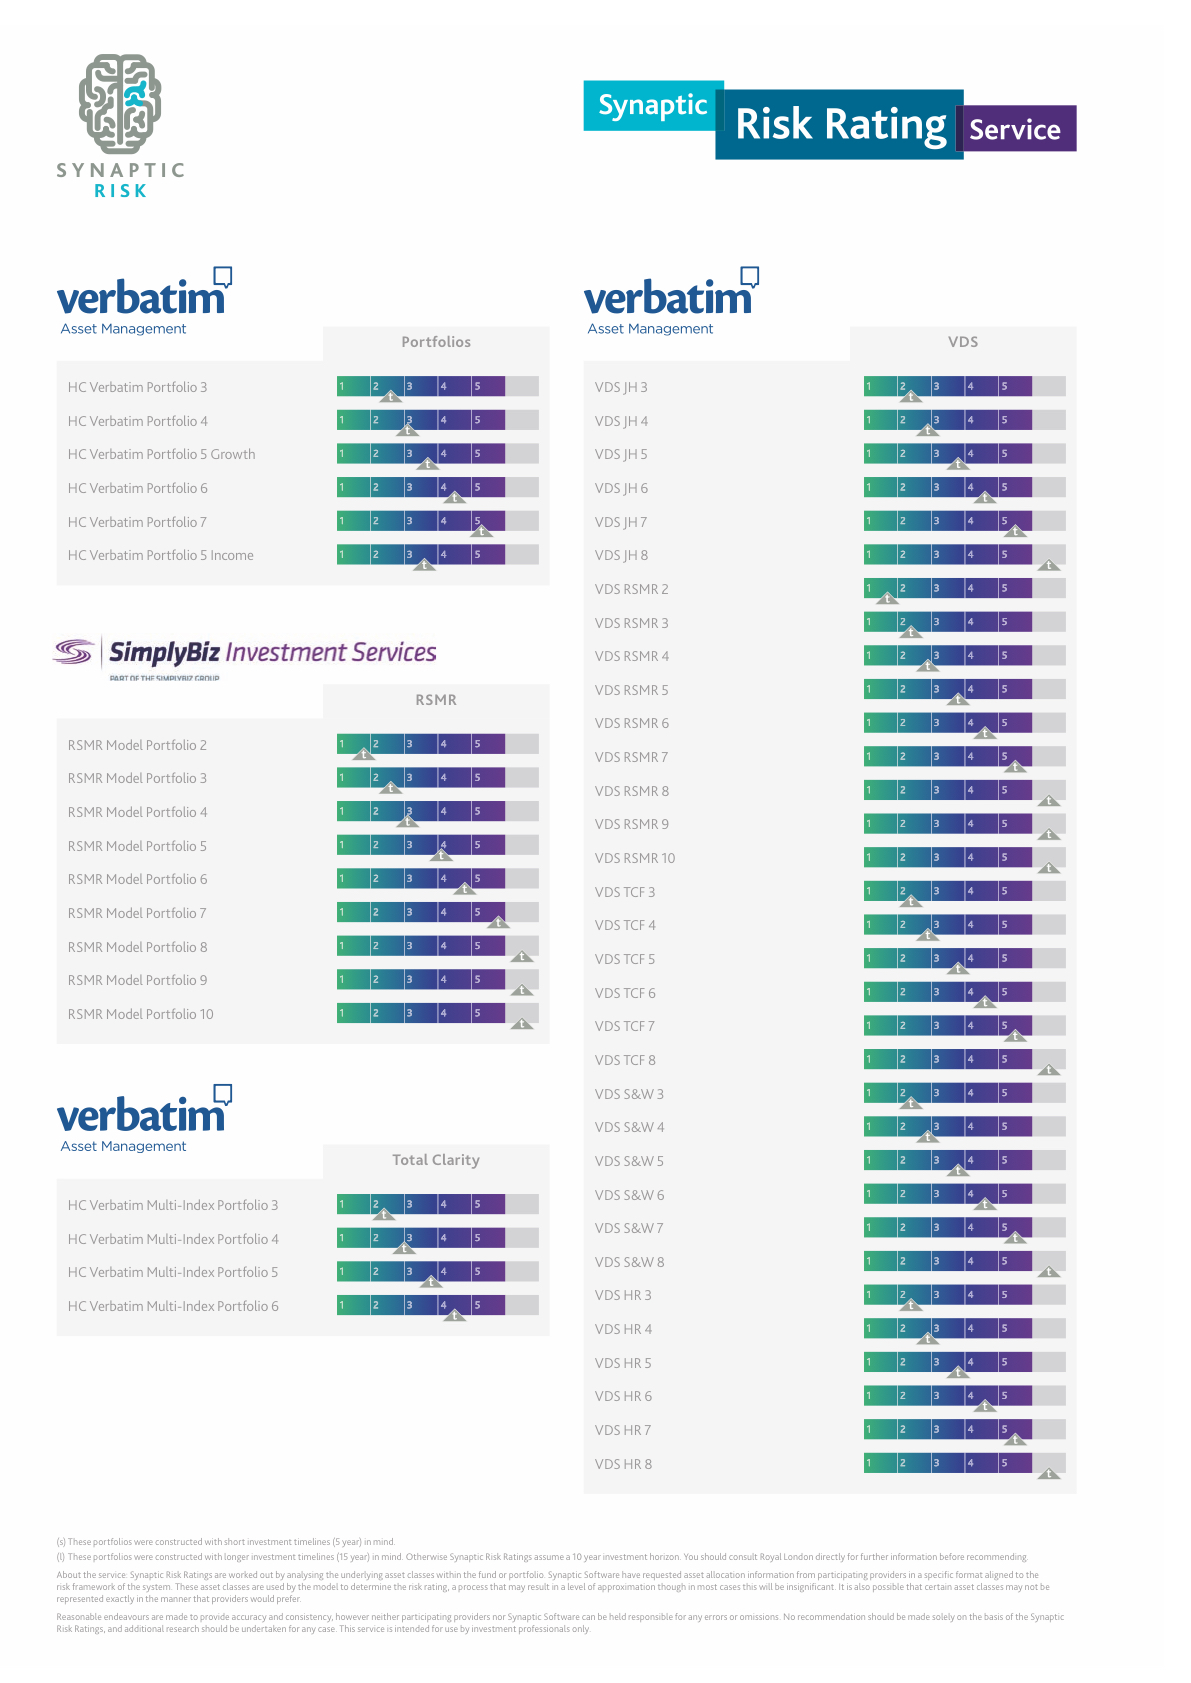 SYNAPTIC
RISK
Synaptic
Risk Rating
Service
verbatim
Asset Management
Portfolios
HC Verbatim Portfolio 3
1 2 3 4 5
t
HC Verbatim Portfolio 4
1 2 3 4 5
t
HC Verbatim Portfolio 5 Growth
1 2 3 4 5
t
HC Verbatim Portfolio 6
1 2 3 4 5
t
HC Verbatim Portfolio 7
1 2 3 4 5
t
HC Verbatim Portfolio 5 Income
1 2 3 4 5
t
SimplyBiz Investment Services
PART OF THE SIMPLYBIZ GROUP
RSMR
RSMR Model Portfolio 2
1 2 3 4 5
t
RSMR Model Portfolio 3
1 2 3 4 5
t
RSMR Model Portfolio 4
1 2 3 4 5
t
RSMR Model Portfolio 5
1 2 3 4 5
t
RSMR Model Portfolio 6
1 2 3 4 5
t
RSMR Model Portfolio 7
1 2 3 4 5
t
RSMR Model Portfolio 8
1 2 3 4 5
t
RSMR Model Portfolio 9
1 2 3 4 5
t
RSMR Model Portfolio 10
1 2 3 4 5
t
verbatim
Asset Management
Total Clarity
HC Verbatim Multi-Index Portfolio 3
1 2 3 4 5
t
HC Verbatim Multi-Index Portfolio 4
1 2 3 4 5
t
HC Verbatim Multi-Index Portfolio 5
1 2 3 4 5
t
HC Verbatim Multi-Index Portfolio 6
1 2 3 4 5
t
verbatim
Asset Management
VDS
VDS JH 3
1 2 3 4 5
t
VDS JH 4
1 2 3 4 5
t
VDS JH 5
1 2 3 4 5
t
VDS JH 6
1 2 3 4 5
t
VDS JH 7
1 2 3 4 5
t
VDS JH 8
1 2 3 4 5
t
VDS RSMR 2
1 2 3 4 5
t
VDS RSMR 3
1 2 3 4 5
t
VDS RSMR 4
1 2 3 4 5
t
VDS RSMR 5
1 2 3 4 5
t
VDS RSMR 6
1 2 3 4 5
t
VDS RSMR 7
1 2 3 4 5
t
VDS RSMR 8
1 2 3 4 5
t
VDS RSMR 9
1 2 3 4 5
t
VDS RSMR 10
1 2 3 4 5
t
VDS TCF 3
1 2 3 4 5
t
VDS TCF 4
1 2 3 4 5
t
VDS TCF 5
1 2 3 4 5
t
VDS TCF 6
1 2 3 4 5
t
VDS TCF 7
1 2 3 4 5
t
VDS TCF 8
1 2 3 4 5
t
VDS S&W 3
1 2 3 4 5
t
VDS S&W 4
1 2 3 4 5
t
VDS S&W 5
1 2 3 4 5
t
VDS S&W 6
1 2 3 4 5
t
VDS S&W 7
1 2 3 4 5
t
VDS S&W 8
1 2 3 4 5
t
VDS HR 3
1 2 3 4 5
t
VDS HR 4
1 2 3 4 5
t
VDS HR 5
1 2 3 4 5
t
VDS HR 6
1 2 3 4 5
t
VDS HR 7
1 2 3 4 5
t
VDS HR 8
1 2 3 4 5
t
(s) These portfolios were constructed with short investment timelines (5 year) in mind.
(l) These portfolios were constructed with longer investment timelines (15 year) in mind. Otherwise Synaptic Risk Ratings assume a 10 year investment horizon. You should consult Royal London directly for further information before recommending.
About the service: Synaptic Risk Ratings are worked out by analysing the underlying asset classes within the fund or portfolio. Synaptic Software have requested asset allocation information from participating providers in a specific format aligned to the
risk framework of the system. These asset classes are used by the model to determine the risk rating, a process that may result in a level of approximation though in most cases this will be insignificant. It is also possible that certain asset classes may not be
represented exactly in the manner that providers would prefer.
Reasonable endeavours are made to provide accuracy and consistency, however neither participating providers nor Synaptic Software can be held responsible for any errors or omissions. No recommendation should be made solely on the basis of the Synaptic
Risk Ratings, and additional research should be undertaken for any case. This service is intended for use by investment professionals only.